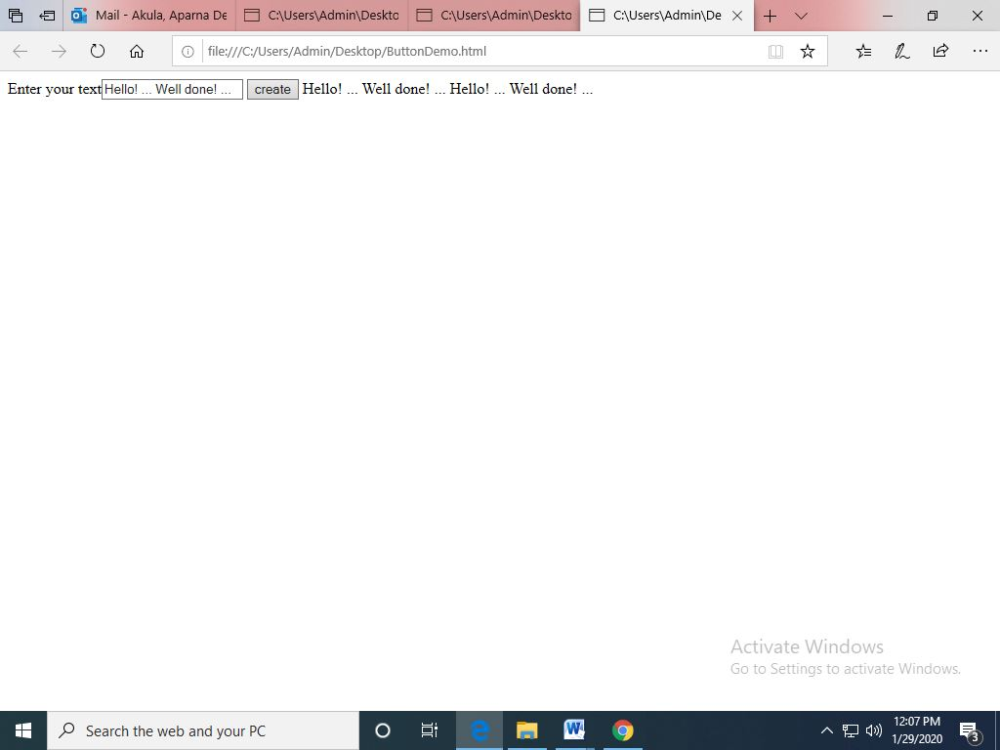 Mail - Akula, Aparna De
C:\Users\Admin\Deskto
C:\Users\Admin\Deskto
C:\Users\Admin\De
file:///C:/Users/Admin/Desktop/ButtonDemo.html
Enter your text Hello! ... Well done! ... create Hello! ... Well done! ... Hello! ... Well done! ...
Activate Windows
Go to Settings to activate Windows.
Search the web and your PC
12:07 PM
1/29/2020
3